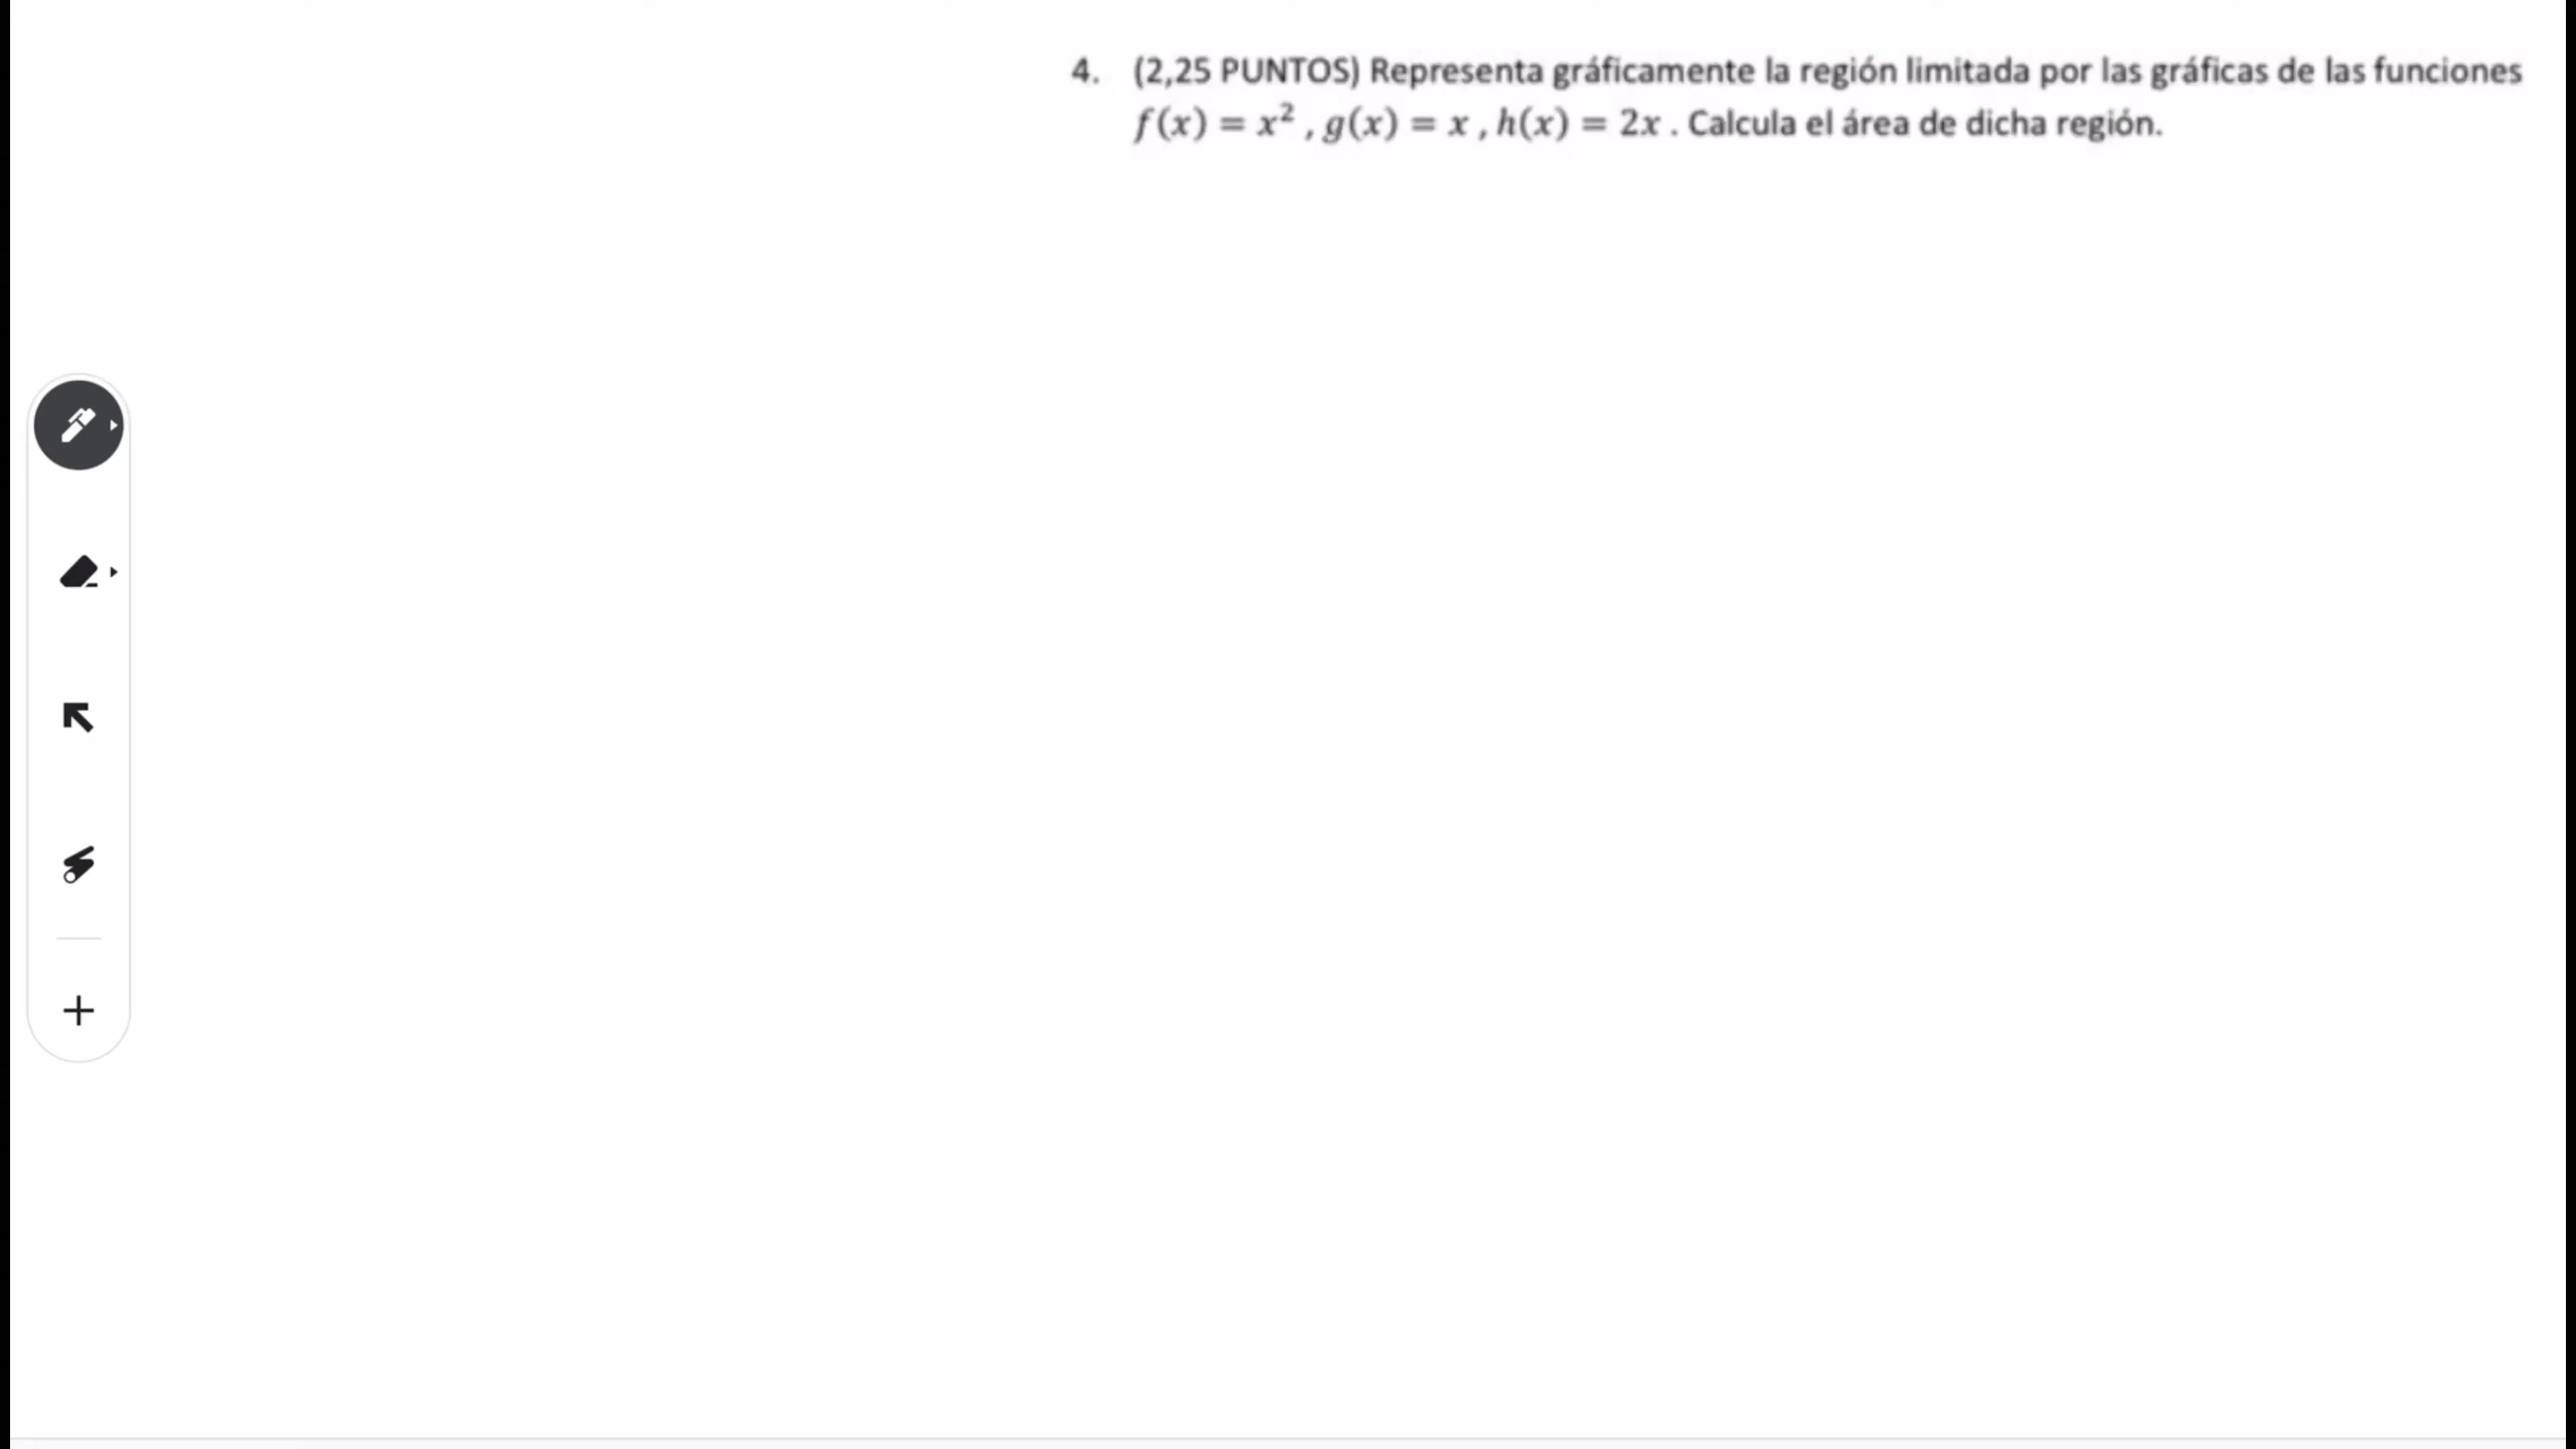 4. (2,25 PUNTOS) Representa gráficamente la región limitada por las gráficas de las funciones
f(x) = x² , g(x) = x , h(x) = 2x . Calcula el área de dicha región.